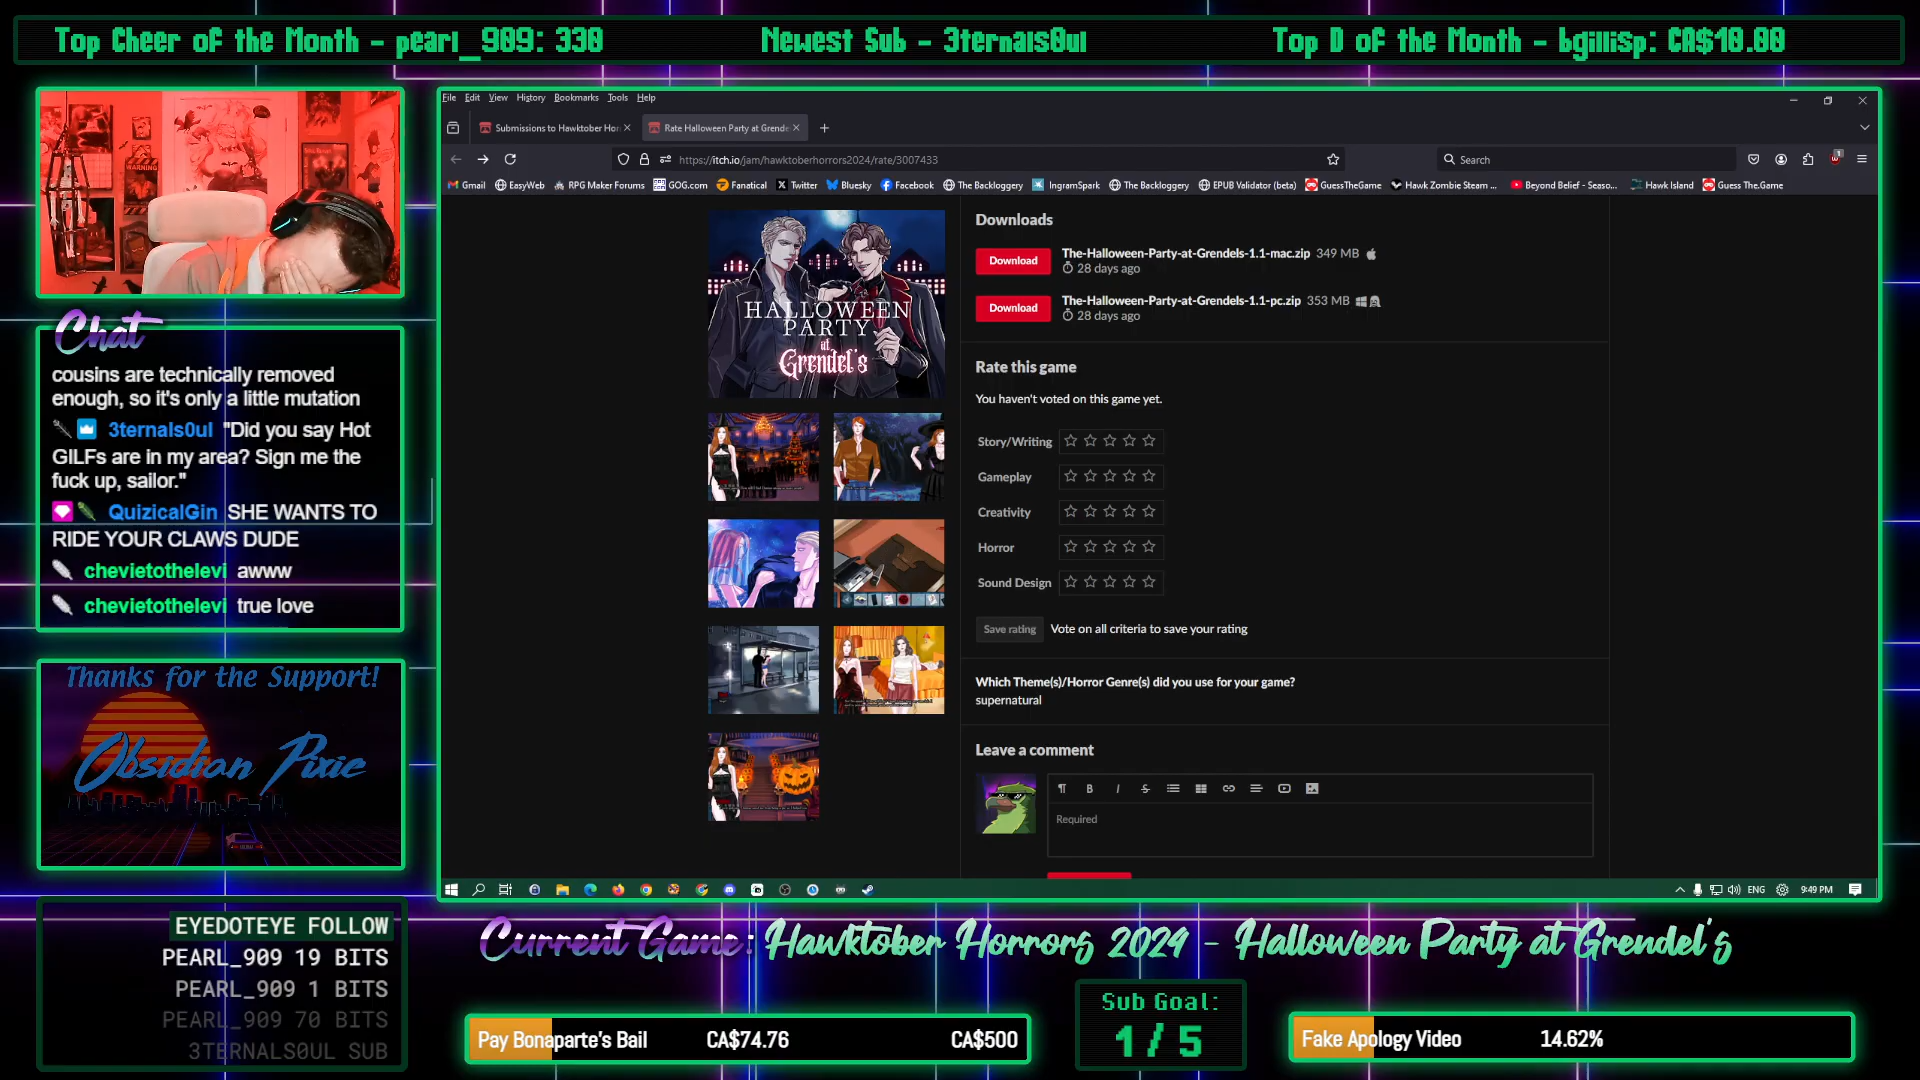 Top Cheer of the Month - pearl_909: 330
Newest Sub - 3ternals0ul
Top D of the Month - bgillisp: CA$10.00
WARNING
Chat
cousins are technically removed
enough, so it's only a little mutation
3ternals0ul "Did you say Hot
GILFs are in my area? Sign me the
fuck up, sailor."
QuizicalGin SHE WANTS TO
RIDE YOUR CLAWS DUDE
chevietothelevi awww
chevietothelevi true love
Thanks for the Support!
Obsidian Pixie
EYEDOTEYE FOLLOW
PEARL_909 19 BITS
PEARL_909 1 BITS
PEARL_909 70 BITS
3TERNALS0UL SUB
File Edit View History Bookmarks Tools Help
Submissions to Hawktober Hor
Rate Halloween Party at Grende
https://itch.io/jam/hawktoberhorrors2024/rate/3007433
Search
1
Gmail EasyWeb RPG Maker Forums GOG.com Fanatical Twitter Bluesky Facebook The Backloggery IngramSpark The Backloggery EPUB Validator (beta) GuessTheGame Hawk Zombie Steam ... Beyond Belief - Seaso... Hawk Island Guess The.Game
HALLOWEEN
PARTY
at
Grendel's
Downloads
Download The-Halloween-Party-at-Grendels-1.1-mac.zip 349 MB
28 days ago
Download The-Halloween-Party-at-Grendels-1.1-pc.zip 353 MB
28 days ago
Rate this game
You haven't voted on this game yet.
Story/Writing
Gameplay
Creativity
Horror
Sound Design
Save rating Vote on all criteria to save your rating
Which Theme(s)/Horror Genre(s) did you use for your game?
supernatural
Leave a comment
B I S
Required
ENG 9:49 PM
Current Game: Hawktober Horrors 2024 - Halloween Party at Grendel's
Pay Bonaparte's Bail CA$74.76 CA$500
Sub Goal:
1 / 5
Fake Apology Video 14.62%